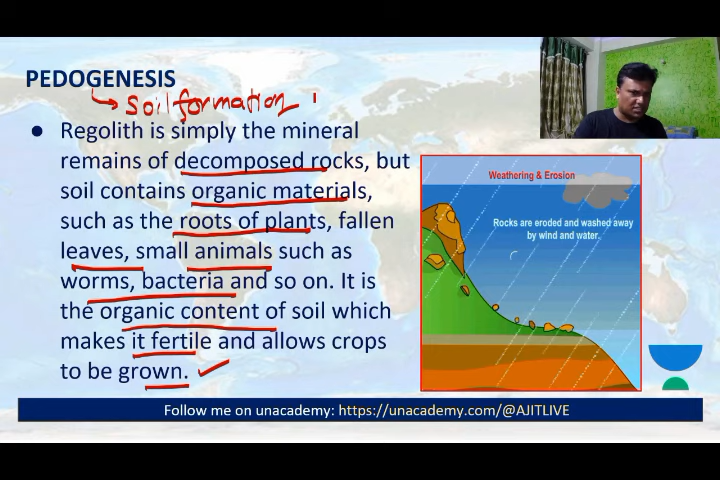 PEDOGENESIS
Soil formation
● Regolith is simply the mineral
remains of decomposed rocks, but
soil contains organic materials,
such as the roots of plants, fallen
leaves, small animals such as
worms, bacteria and so on. It is
the organic content of soil which
makes it fertile and allows crops
to be grown.
Weathering & Erosion
Rocks are eroded and washed away
by wind and water.
Follow me on unacademy: https://unacademy.com/@AJITLIVE